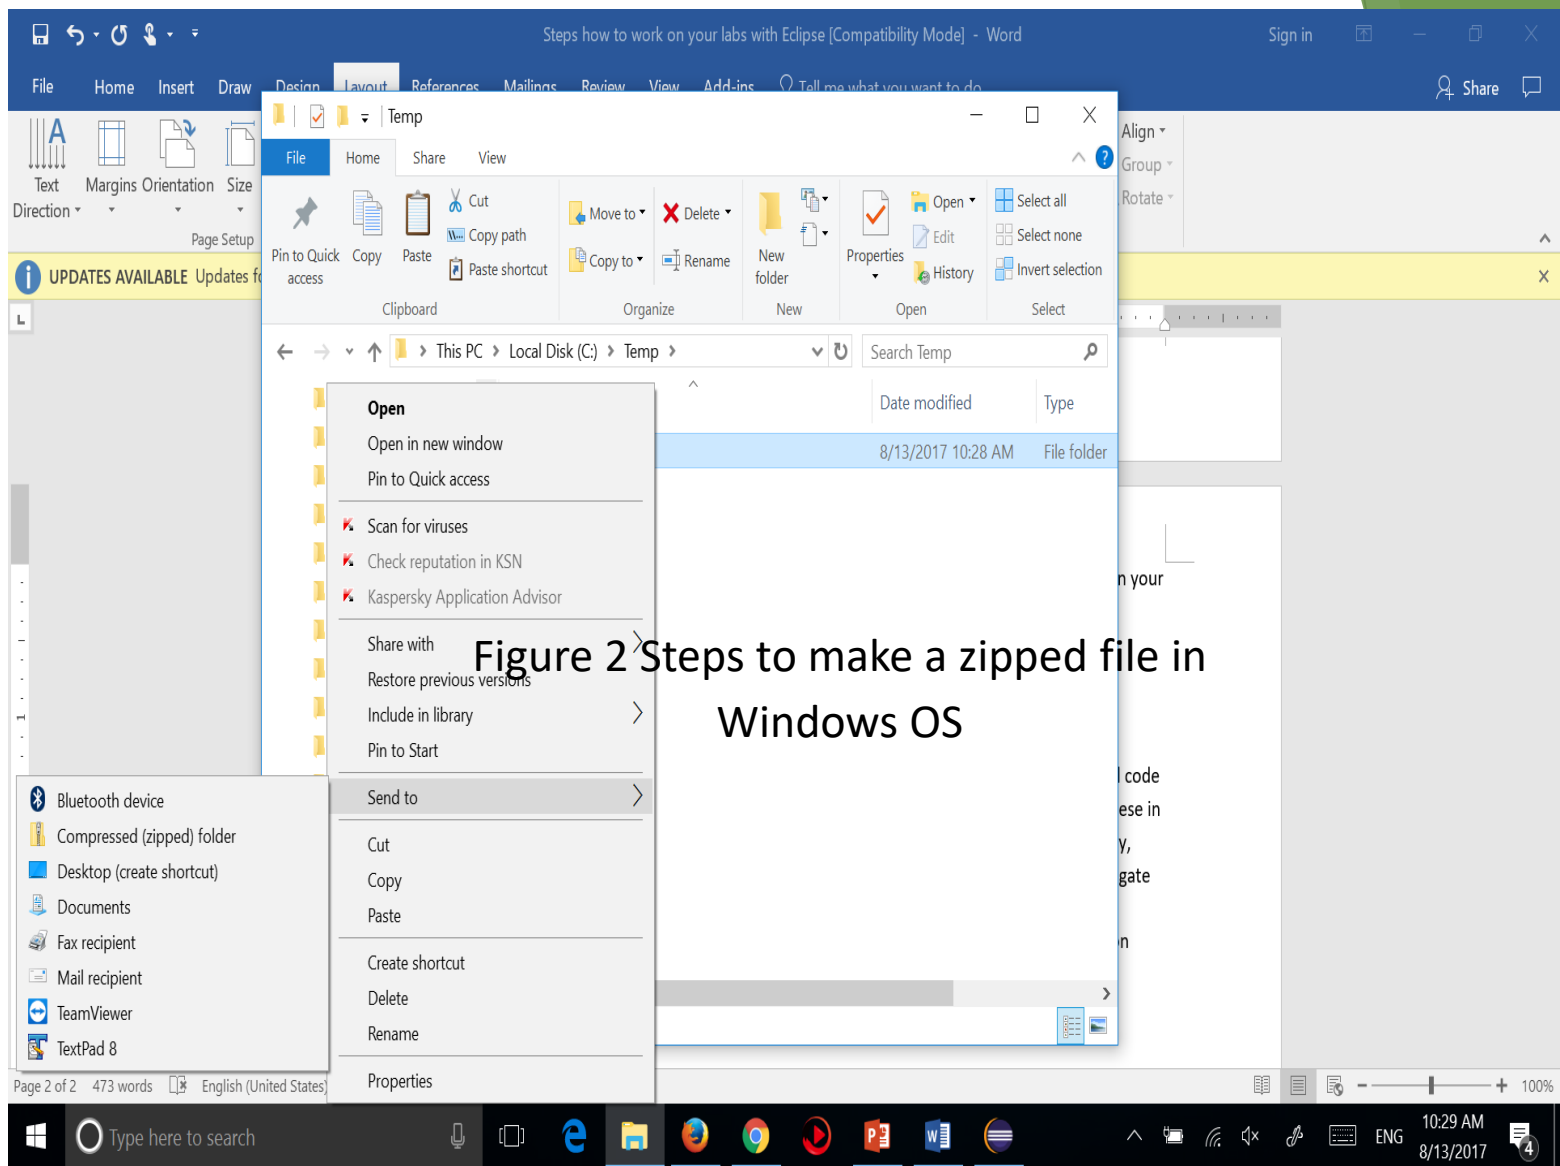 Steps how to work on your labs with Eclipse [Compatibility Mode] - Word
Sign in
File Home Insert Draw Design Layout References Mailings Review View Add-ins Tell me what you want to do
Share
Text Direction
Margins Orientation Size
Page Setup
Align
Group
Rotate
UPDATES AVAILABLE Updates fo
Temp
File Home Share View
Pin to Quick access
Copy
Paste
Cut
Copy path
Paste shortcut
Clipboard
Move to
Copy to
Delete
Rename
Organize
New folder
New
Properties
Open
Edit
History
Open
Select all
Select none
Invert selection
Select
This PC > Local Disk (C:) > Temp >
Search Temp
Date modified Type
8/13/2017 10:28 AM File folder
Open
Open in new window
Pin to Quick access
Scan for viruses
Check reputation in KSN
Kaspersky Application Advisor
Share with
Restore previous versions
Include in library
Pin to Start
Send to
Cut
Copy
Paste
Create shortcut
Delete
Rename
Properties
Bluetooth device
Compressed (zipped) folder
Desktop (create shortcut)
Documents
Fax recipient
Mail recipient
TeamViewer
TextPad 8
Figure 2 Steps to make a zipped file in
Windows OS
n your
code
ese in
y,
gate
n
Page 2 of 2 473 words English (United States)
100%
Type here to search
ENG
10:29 AM
8/13/2017
4